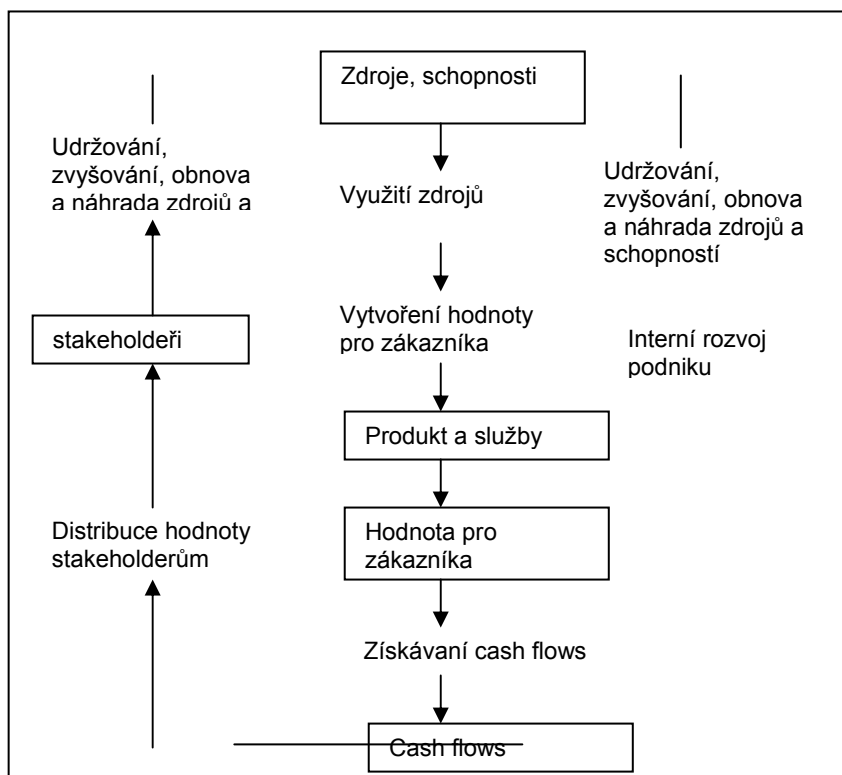 Zdroje, schopnosti
Udržování,
zvyšování, obnova
a náhrada zdrojů a
Využití zdrojů
Udržování,
zvyšování, obnova
a náhrada zdrojů a
schopností
stakeholdeři
Vytvoření hodnoty
pro zákazníka
Interní rozvoj
podniku
Produkt a služby
Distribuce hodnoty
stakeholderům
Hodnota pro
zákazníka
Získávaní cash flows
Cash flows